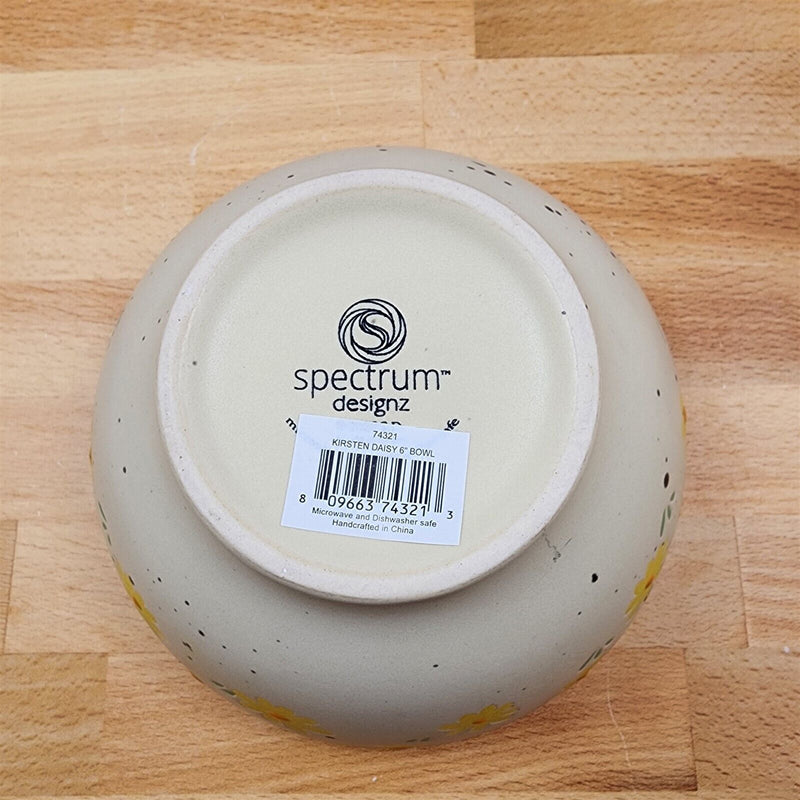 spectrum™
designz
74321
KIRSTEN DAISY 6" BOWL
8 09663 74321 3
Microwave and Dishwasher safe
Handcrafted in China